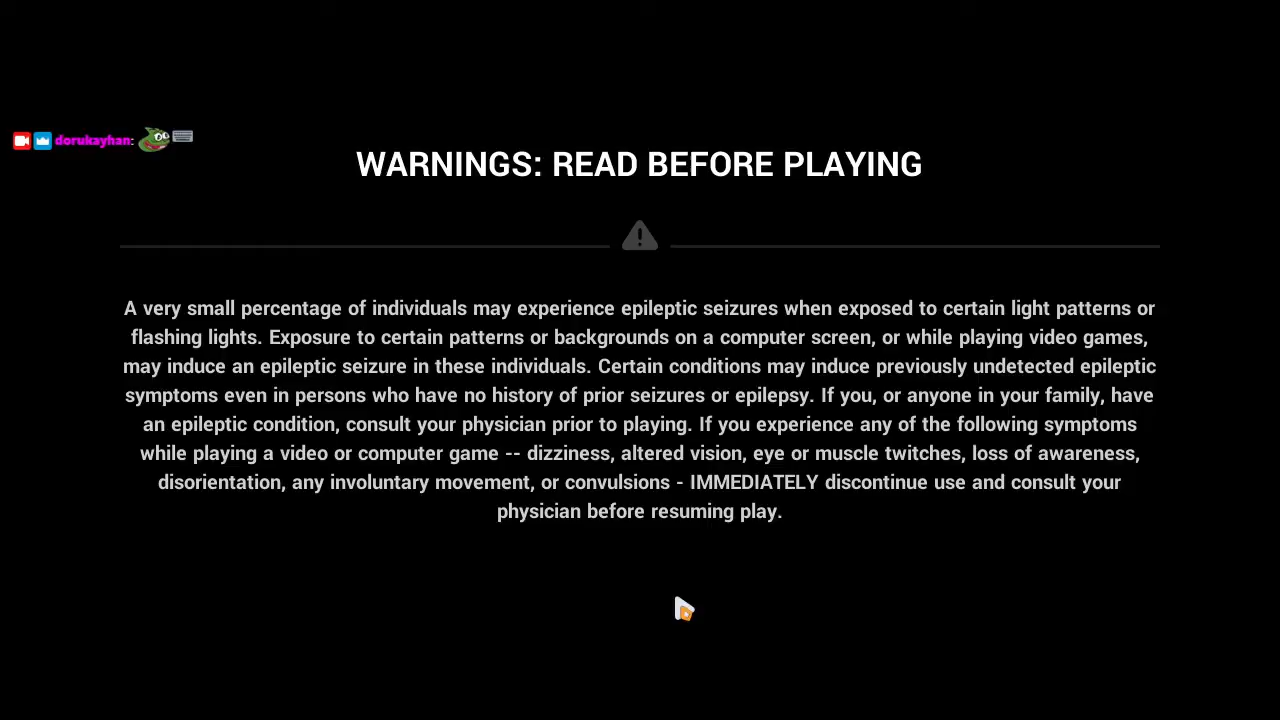 dorukayhan:
WARNINGS: READ BEFORE PLAYING
A very small percentage of individuals may experience epileptic seizures when exposed to certain light patterns or
flashing lights. Exposure to certain patterns or backgrounds on a computer screen, or while playing video games,
may induce an epileptic seizure in these individuals. Certain conditions may induce previously undetected epileptic
symptoms even in persons who have no history of prior seizures or epilepsy. If you, or anyone in your family, have
an epileptic condition, consult your physician prior to playing. If you experience any of the following symptoms
while playing a video or computer game -- dizziness, altered vision, eye or muscle twitches, loss of awareness,
disorientation, any involuntary movement, or convulsions - IMMEDIATELY discontinue use and consult your
physician before resuming play.